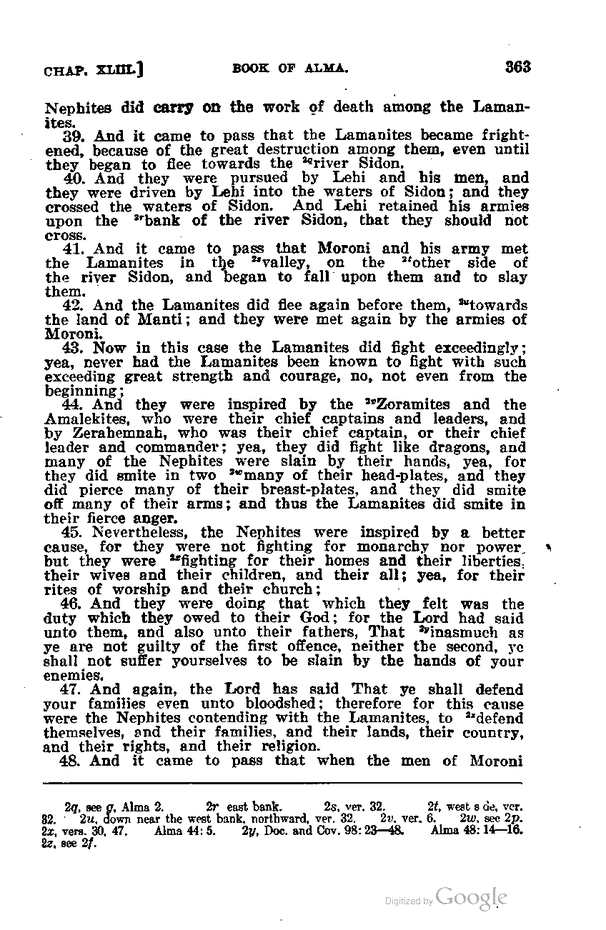 CHAP. XLIII.] BOOK OF ALMA. 363
Nephites did carry on the work of death among the Laman-
ites.
39. And it came to pass that the Lamanites became fright-
ened, because of the great destruction among them, even until
they began to flee towards the 2qriver Sidon.
40. And they were pursued by Lehi and his men, and
they were driven by Lehi into the waters of Sidon; and they
crossed the waters of Sidon. And Lehi retained his armies
upon the 2rbank of the river Sidon, that they should not
cross.
41. And it came to pass that Moroni and his army met
the Lamanites in the 2svalley, on the 2tother side of
the river Sidon, and began to fall upon them and to slay
them.
42. And the Lamanites did flee again before them, 2utowards
the land of Manti; and they were met again by the armies of
Moroni.
43. Now in this case the Lamanites did fight exceedingly;
yea, never had the Lamanites been known to fight with such
exceeding great strength and courage, no, not even from the
beginning;
44. And they were inspired by the 2vZoramites and the
Amalekites, who were their chief captains and leaders, and
by Zerahemnah, who was their chief captain, or their chief
leader and commander; yea, they did fight like dragons, and
many of the Nephites were slain by their hands, yea, for
they did smite in two 2wmany of their head-plates, and they
did pierce many of their breast-plates, and they did smite
off many of their arms; and thus the Lamanites did smite in
their fierce anger.
45. Nevertheless, the Nephites were inspired by a better
cause, for they were not fighting for monarchy nor power,
but they were 2xfighting for their homes and their liberties,
their wives and their children, and their all; yea, for their
rites of worship and their church;
46. And they were doing that which they felt was the
duty which they owed to their God; for the Lord had said
unto them, and also unto their fathers, That 2yinasmuch as
ye are not guilty of the first offence, neither the second, ye
shall not suffer yourselves to be slain by the hands of your
enemies.
47. And again, the Lord has said That ye shall defend
your families even unto bloodshed; therefore for this cause
were the Nephites contending with the Lamanites, to 2zdefend
themselves, and their families, and their lands, their country,
and their rights, and their religion.
48. And it came to pass that when the men of Moroni
2q, see g, Alma 2. 2r east bank. 2s, ver. 32. 2t, west side, ver.
32. 2u, down near the west bank, northward, ver. 32. 2v, ver. 6. 2w, see 2p.
2x, vers. 30, 47. Alma 44: 5. 2y, Doc. and Cov. 98: 23—48. Alma 48: 14—16.
2z, see 2f.
Digitized by Google